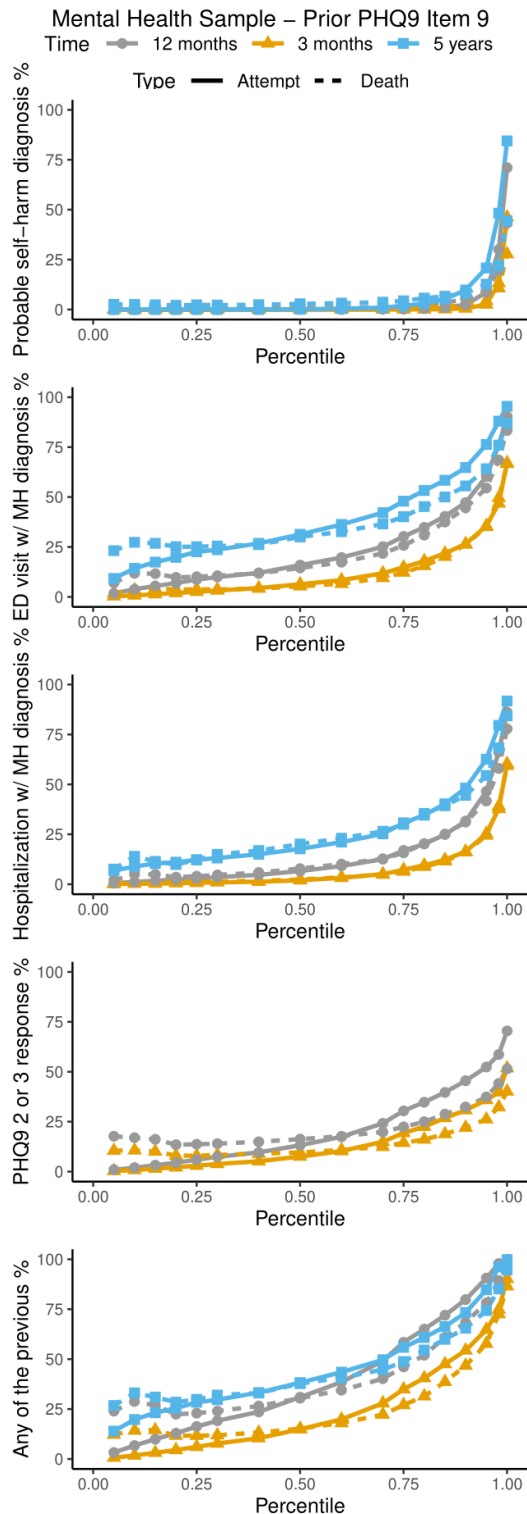 Mental Health Sample − Prior PHQ9 Item 9
Time 12 months 3 months 5 years
Type Attempt Death
Probable self−harm diagnosis %
100
75
50
25
0
0.00 0.25 0.50 0.75 1.00
Percentile
ED visit w/ MH diagnosis %
100
75
50
25
0
0.00 0.25 0.50 0.75 1.00
Percentile
Hospitalization w/ MH diagnosis %
100
75
50
25
0
0.00 0.25 0.50 0.75 1.00
Percentile
PHQ9 2 or 3 response %
100
75
50
25
0
0.00 0.25 0.50 0.75 1.00
Percentile
Any of the previous %
100
75
50
25
0
0.00 0.25 0.50 0.75 1.00
Percentile